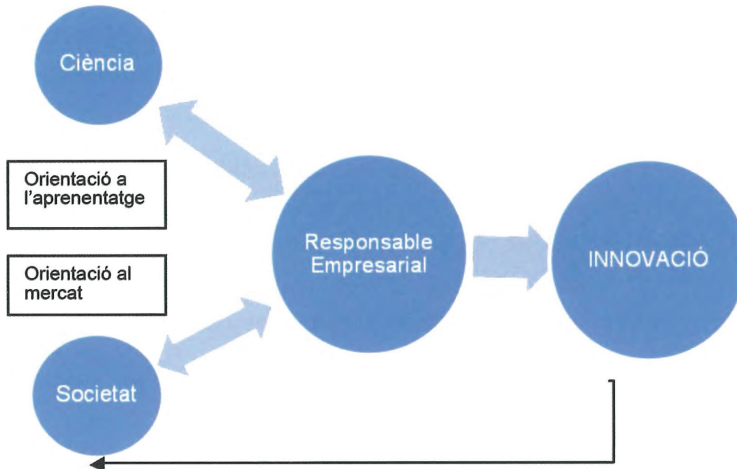 Ciència
Orientació a
l'aprenentatge
Responsable
Empresarial
INNOVACIÓ
Orientació al
mercat
Societat